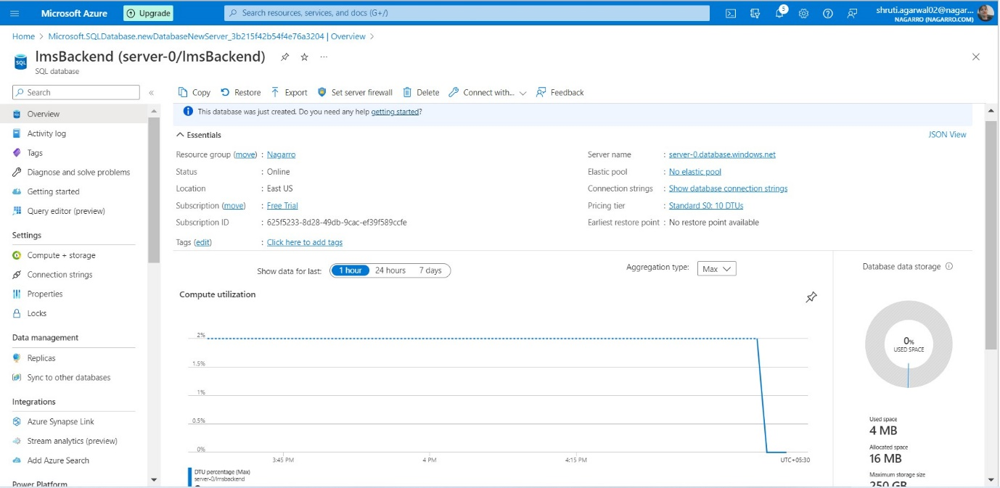 Microsoft Azure
Upgrade
Search resources, services, and docs (G+/)
5
shruti.agarwal02@nagar...
NAGARRO (NAGARRO.COM)
Home > Microsoft.SQLDatabase.newDatabaseNewServer_3b215f42b54f4e76a3204 | Overview >
SQL
lmsBackend (server-0/lmsBackend)
SQL database
Search
«
Copy Restore Export Set server firewall Delete Connect with... Feedback
Overview
Activity log
Tags
Diagnose and solve problems
Getting started
Query editor (preview)
Settings
Compute + storage
Connection strings
Properties
Locks
Data management
Replicas
Sync to other databases
Integrations
Azure Synapse Link
Stream analytics (preview)
Add Azure Search
Power Platform
This database was just created. Do you need any help getting started?
Essentials
JSON View
Resource group (move) : Nagarro
Status : Online
Location : East US
Subscription (move) : Free Trial
Subscription ID : 625f5233-8d28-49db-9cac-ef39f589ccfe
Tags (edit) : Click here to add tags
Server name : server-0.database.windows.net
Elastic pool : No elastic pool
Connection strings : Show database connection strings
Pricing tier : Standard S0: 10 DTUs
Earliest restore point : No restore point available
Show data for last: 1 hour 24 hours 7 days
Aggregation type: Max
Compute utilization
2%
1.5%
1%
0.5%
0%
3:45 PM 4 PM 4:15 PM UTC+05:30
DTU percentage (Max)
server-0/lmsbackend
Database data storage
0%
USED SPACE
Used space
4 MB
Allocated space
16 MB
Maximum storage size
250 GB